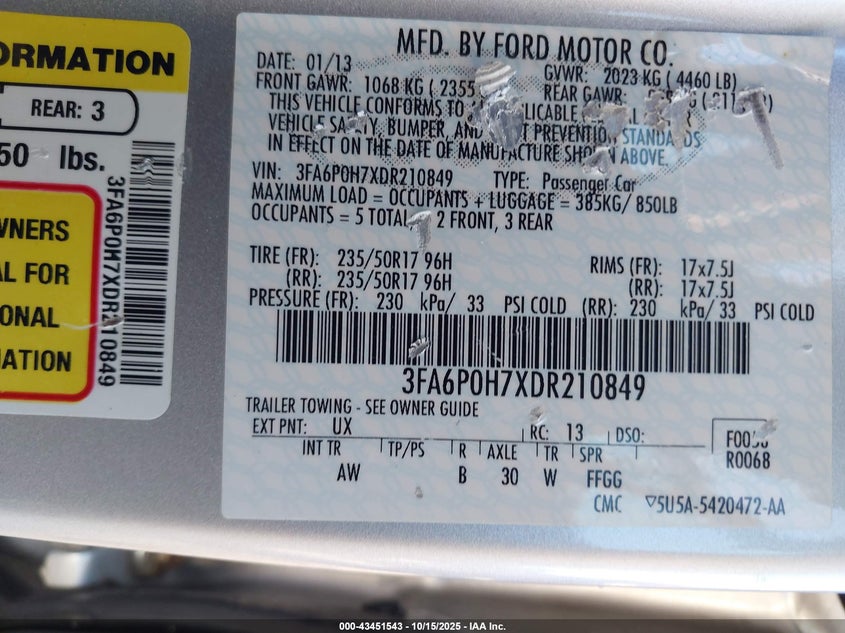 ORMATION
REAR: 3
50 lbs.
WNERS
AL FOR
ONAL
MATION
3FA6P0H7XDR210849
MFD. BY FORD MOTOR CO.
DATE: 01/13 GVWR: 2023 KG ( 4460 LB)
FRONT GAWR: 1068 KG ( 2355 REAR GAWR:
THIS VEHICLE CONFORMS TO
VEHICLE BUMPER, AND PREVENTION STANDARDS
IN EFFECT ON THE DATE OF MANUFACTURE SHOWN ABOVE.
VIN: 3FA6P0H7XDR210849 TYPE: Passenger Car
MAXIMUM LOAD = OCCUPANTS + LUGGAGE = 385KG/ 850LB
OCCUPANTS = 5 TOTAL, 2 FRONT, 3 REAR
TIRE (FR): 235/50R17 96H RIMS (FR): 17x7.5J
(RR): 235/50R17 96H (RR): 17x7.5J
PRESSURE (FR): 230 kPa/ 33 PSI COLD (RR): 230 kPa/ 33 PSI COLD
3FA6P0H7XDR210849
TRAILER TOWING - SEE OWNER GUIDE
EXT PNT: UX RC: 13 DSO: 
INT TR TP/PS R AXLE TR SPR R0068
AW B 30 W FFGG
CMC 5U5A-5420472-AA
000-43451543 - 10/15/2025 - IAA Inc.